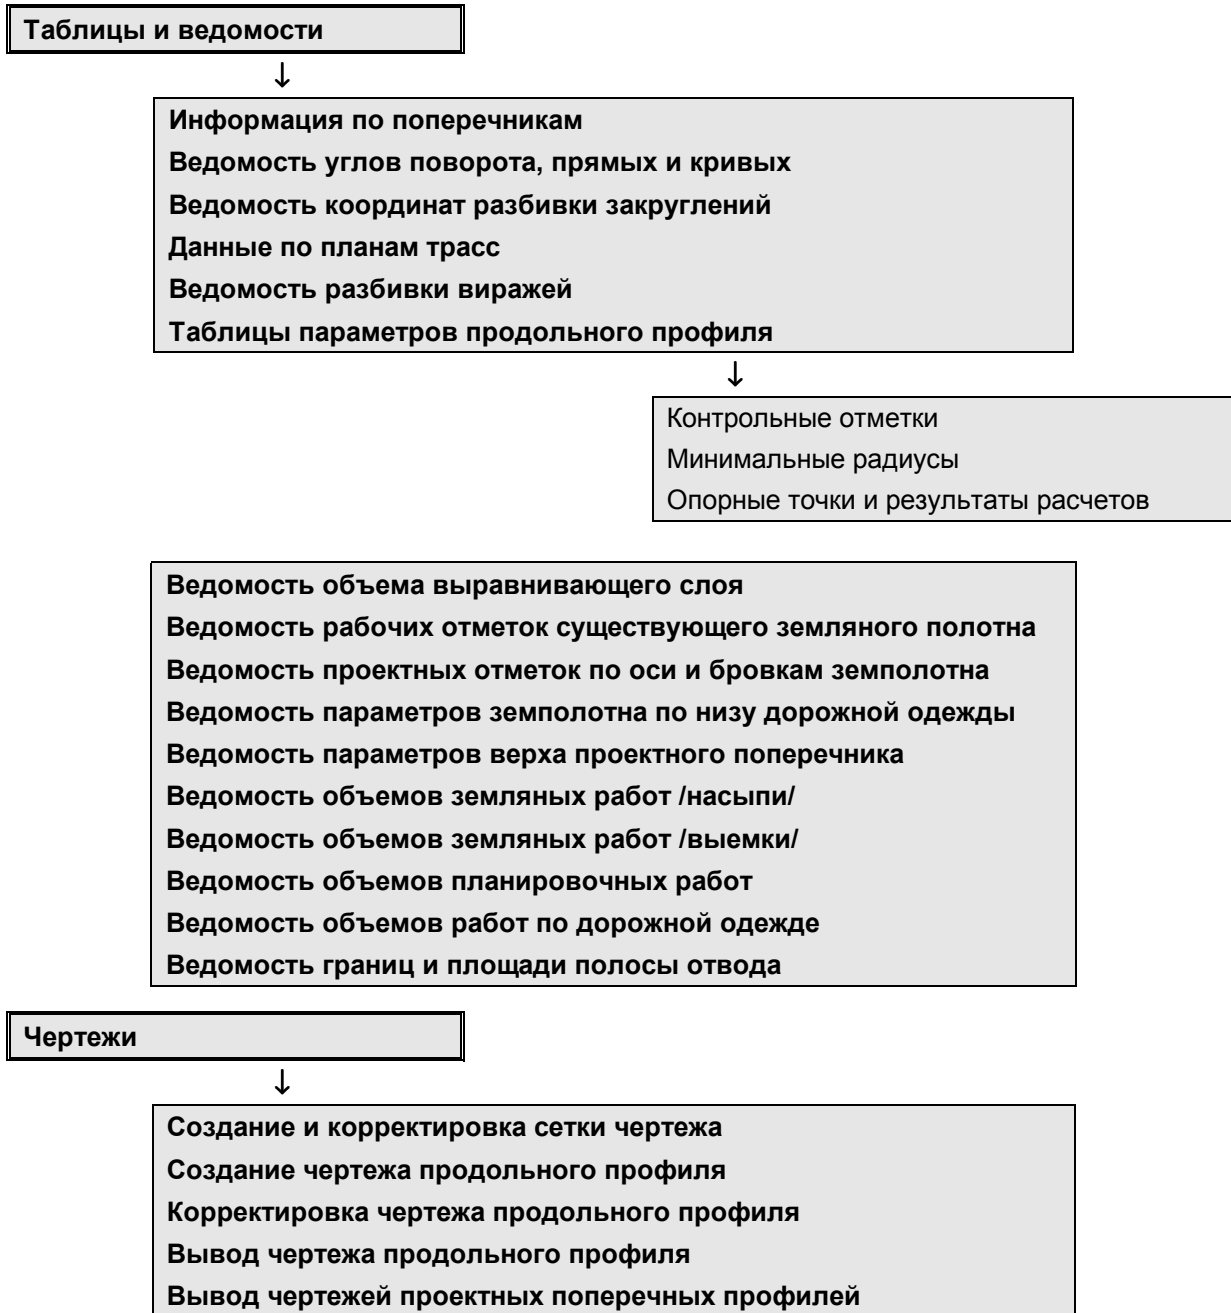 Таблицы и ведомости
↓
Информация по поперечникам
Ведомость углов поворота, прямых и кривых
Ведомость координат разбивки закруглений
Данные по планам трасс
Ведомость разбивки виражей
Таблицы параметров продольного профиля
↓
Контрольные отметки
Минимальные радиусы
Опорные точки и результаты расчетов
Ведомость объема выравнивающего слоя
Ведомость рабочих отметок существующего земляного полотна
Ведомость проектных отметок по оси и бровкам земполотна
Ведомость параметров земполотна по низу дорожной одежды
Ведомость параметров верха проектного поперечника
Ведомость объемов земляных работ /насыпи/
Ведомость объемов земляных работ /выемки/
Ведомость объемов планировочных работ
Ведомость объемов работ по дорожной одежде
Ведомость границ и площади полосы отвода
Чертежи
↓
Создание и корректировка сетки чертежа
Создание чертежа продольного профиля
Корректировка чертежа продольного профиля
Вывод чертежа продольного профиля
Вывод чертежей проектных поперечных профилей